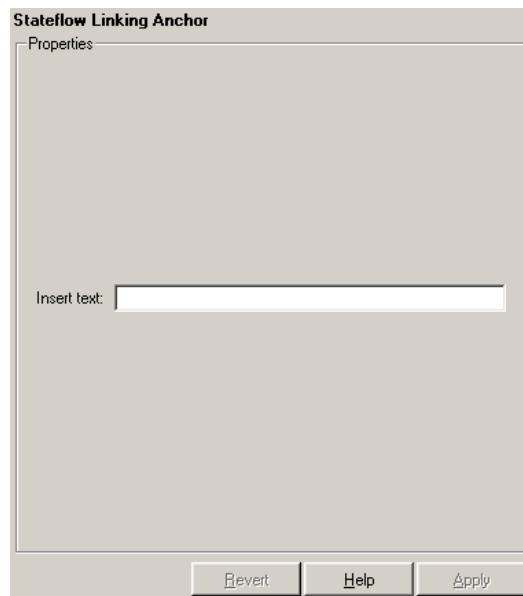 Stateflow Linking Anchor
Properties
Insert text:
Revert Help Apply